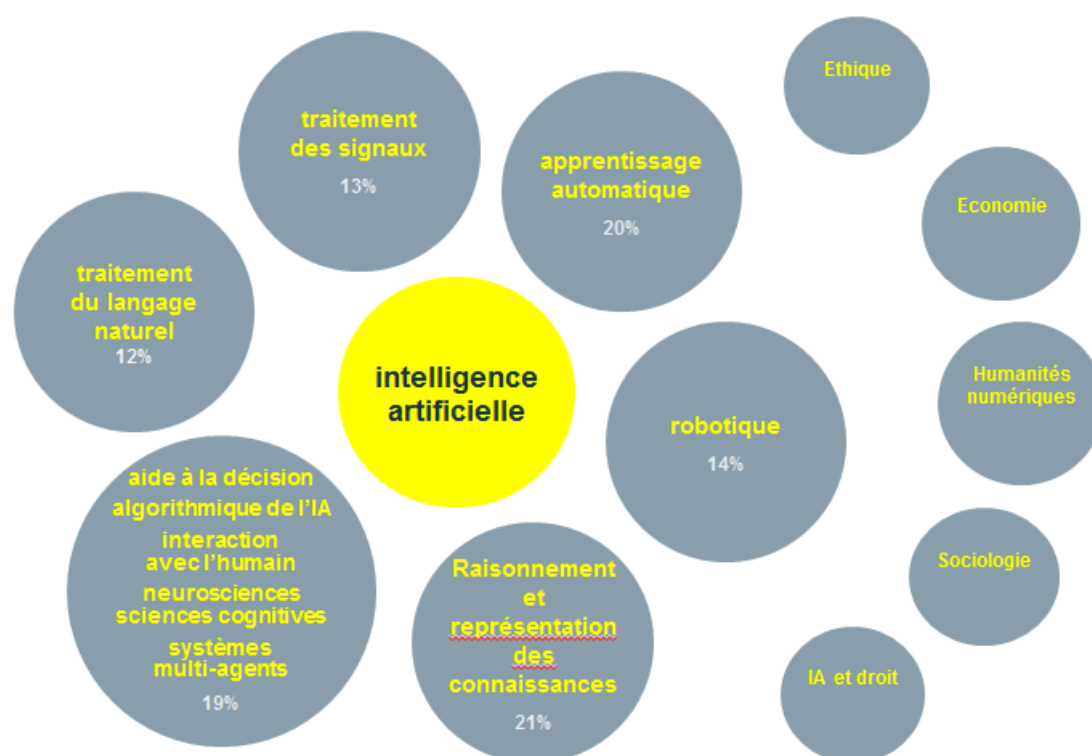 traitement
des signaux
13%
apprentissage
automatique
20%
Ethique
Economie
traitement
du langage
naturel
12%
intelligence
artificielle
robotique
14%
Humanités
numériques
aide à la décision
algorithmique de l'IA
interaction
avec l'humain
neurosciences
sciences cognitives
systèmes
multi-agents
19%
Raisonnement
et
représentation
des
connaissances
21%
Sociologie
IA et droit